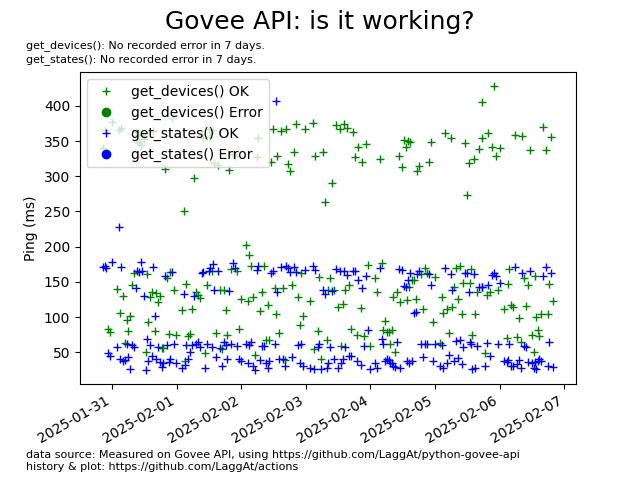 Govee API: is it working?
get_devices(): No recorded error in 7 days.
get_states(): No recorded error in 7 days.
get_devices() OK
get_devices() Error
get_states() OK
get_states() Error
Ping (ms)
400
350
300
250
200
150
100
50
2025-01-31
2025-02-01
2025-02-02
2025-02-03
2025-02-04
2025-02-05
2025-02-06
2025-02-07
data source: Measured on Govee API, using https://github.com/LaggAt/python-govee-api
history & plot: https://github.com/LaggAt/actions